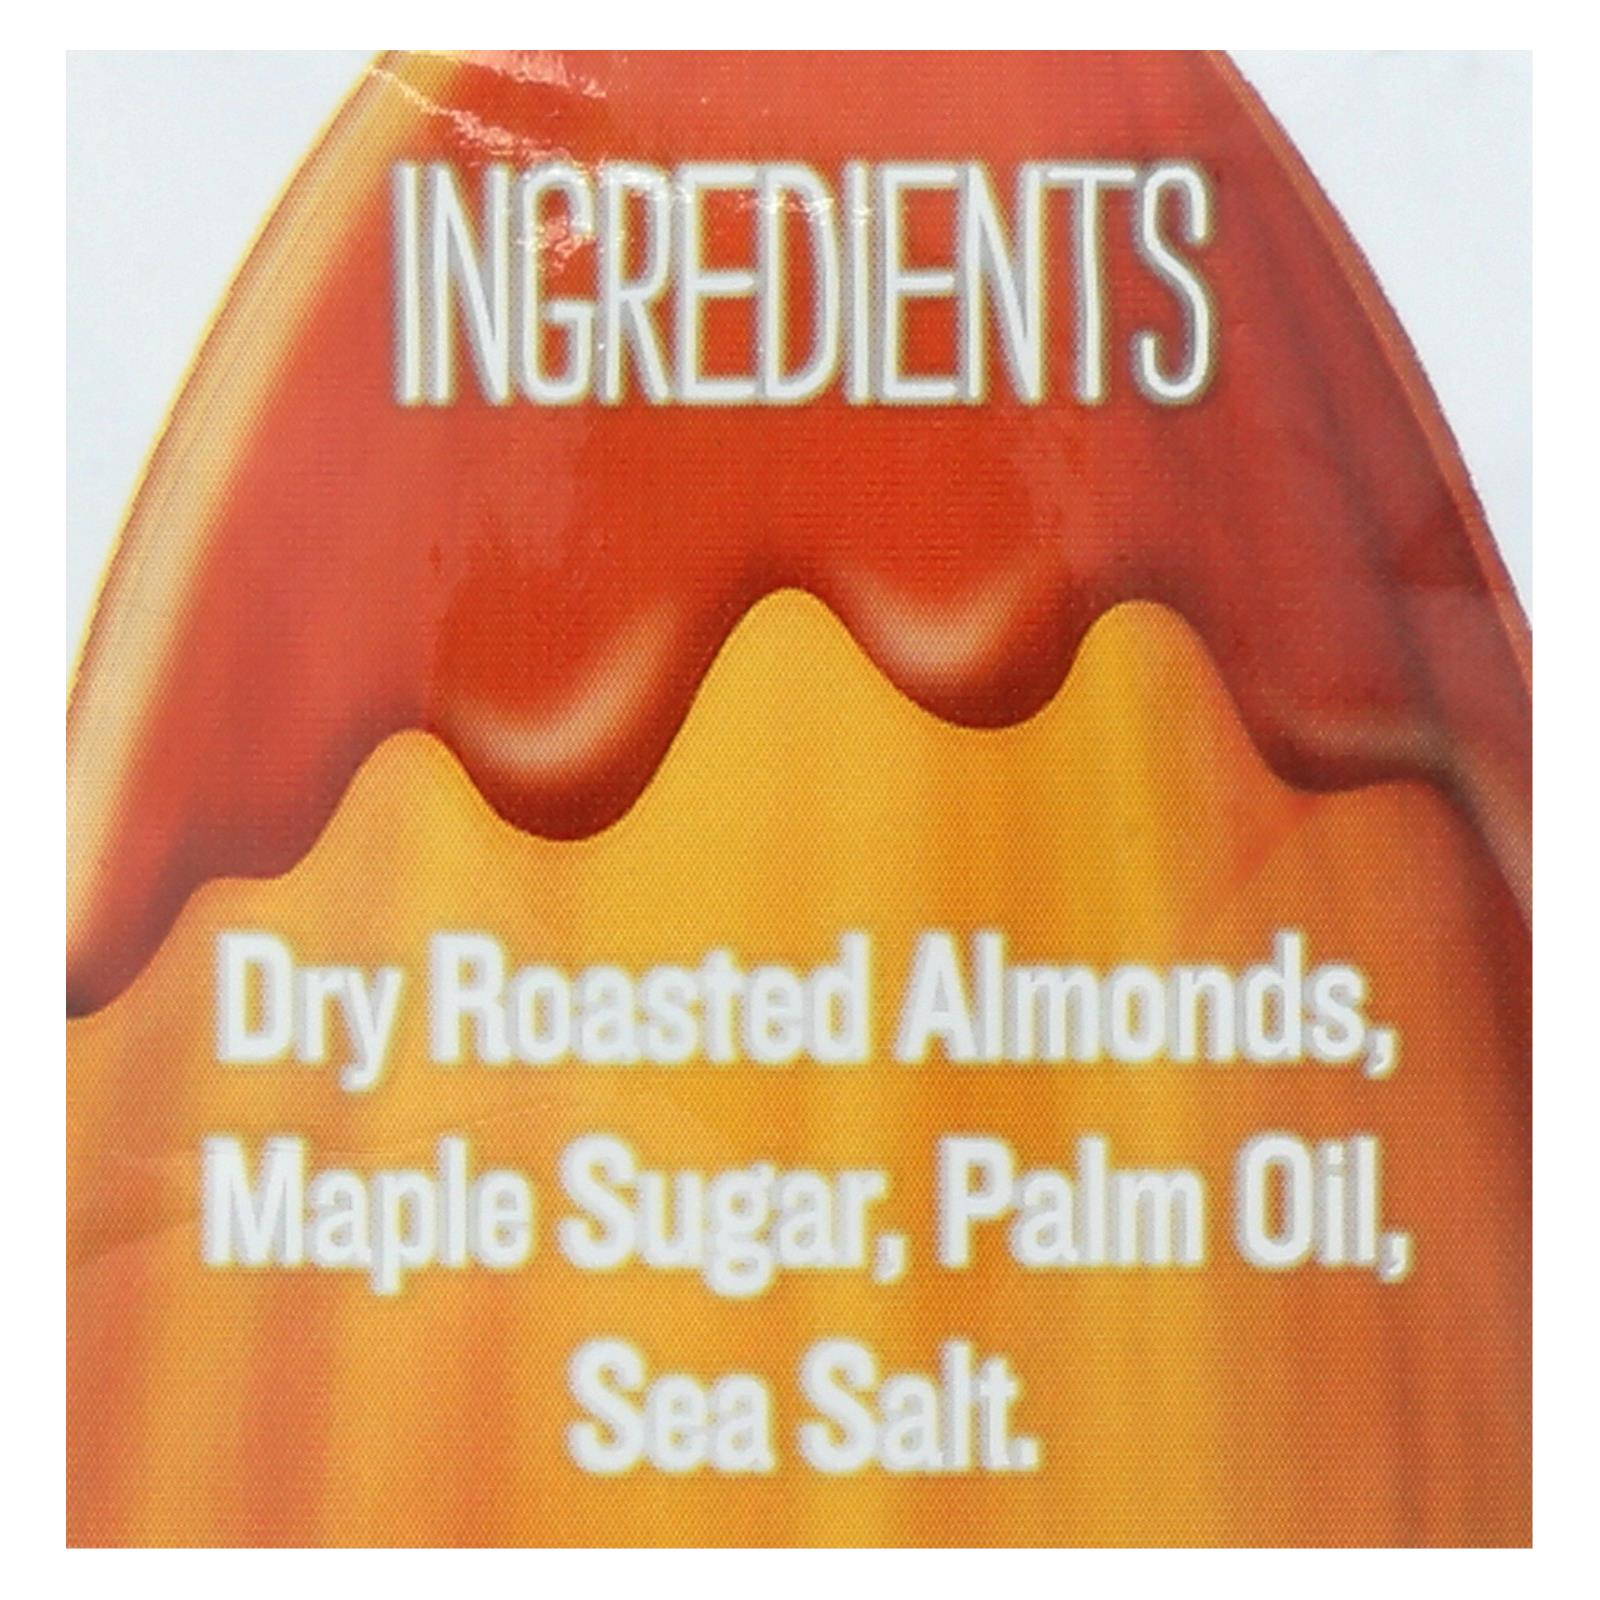 INGREDIENTS
Dry Roasted Almonds,
Maple Sugar, Palm Oil,
Sea Salt.